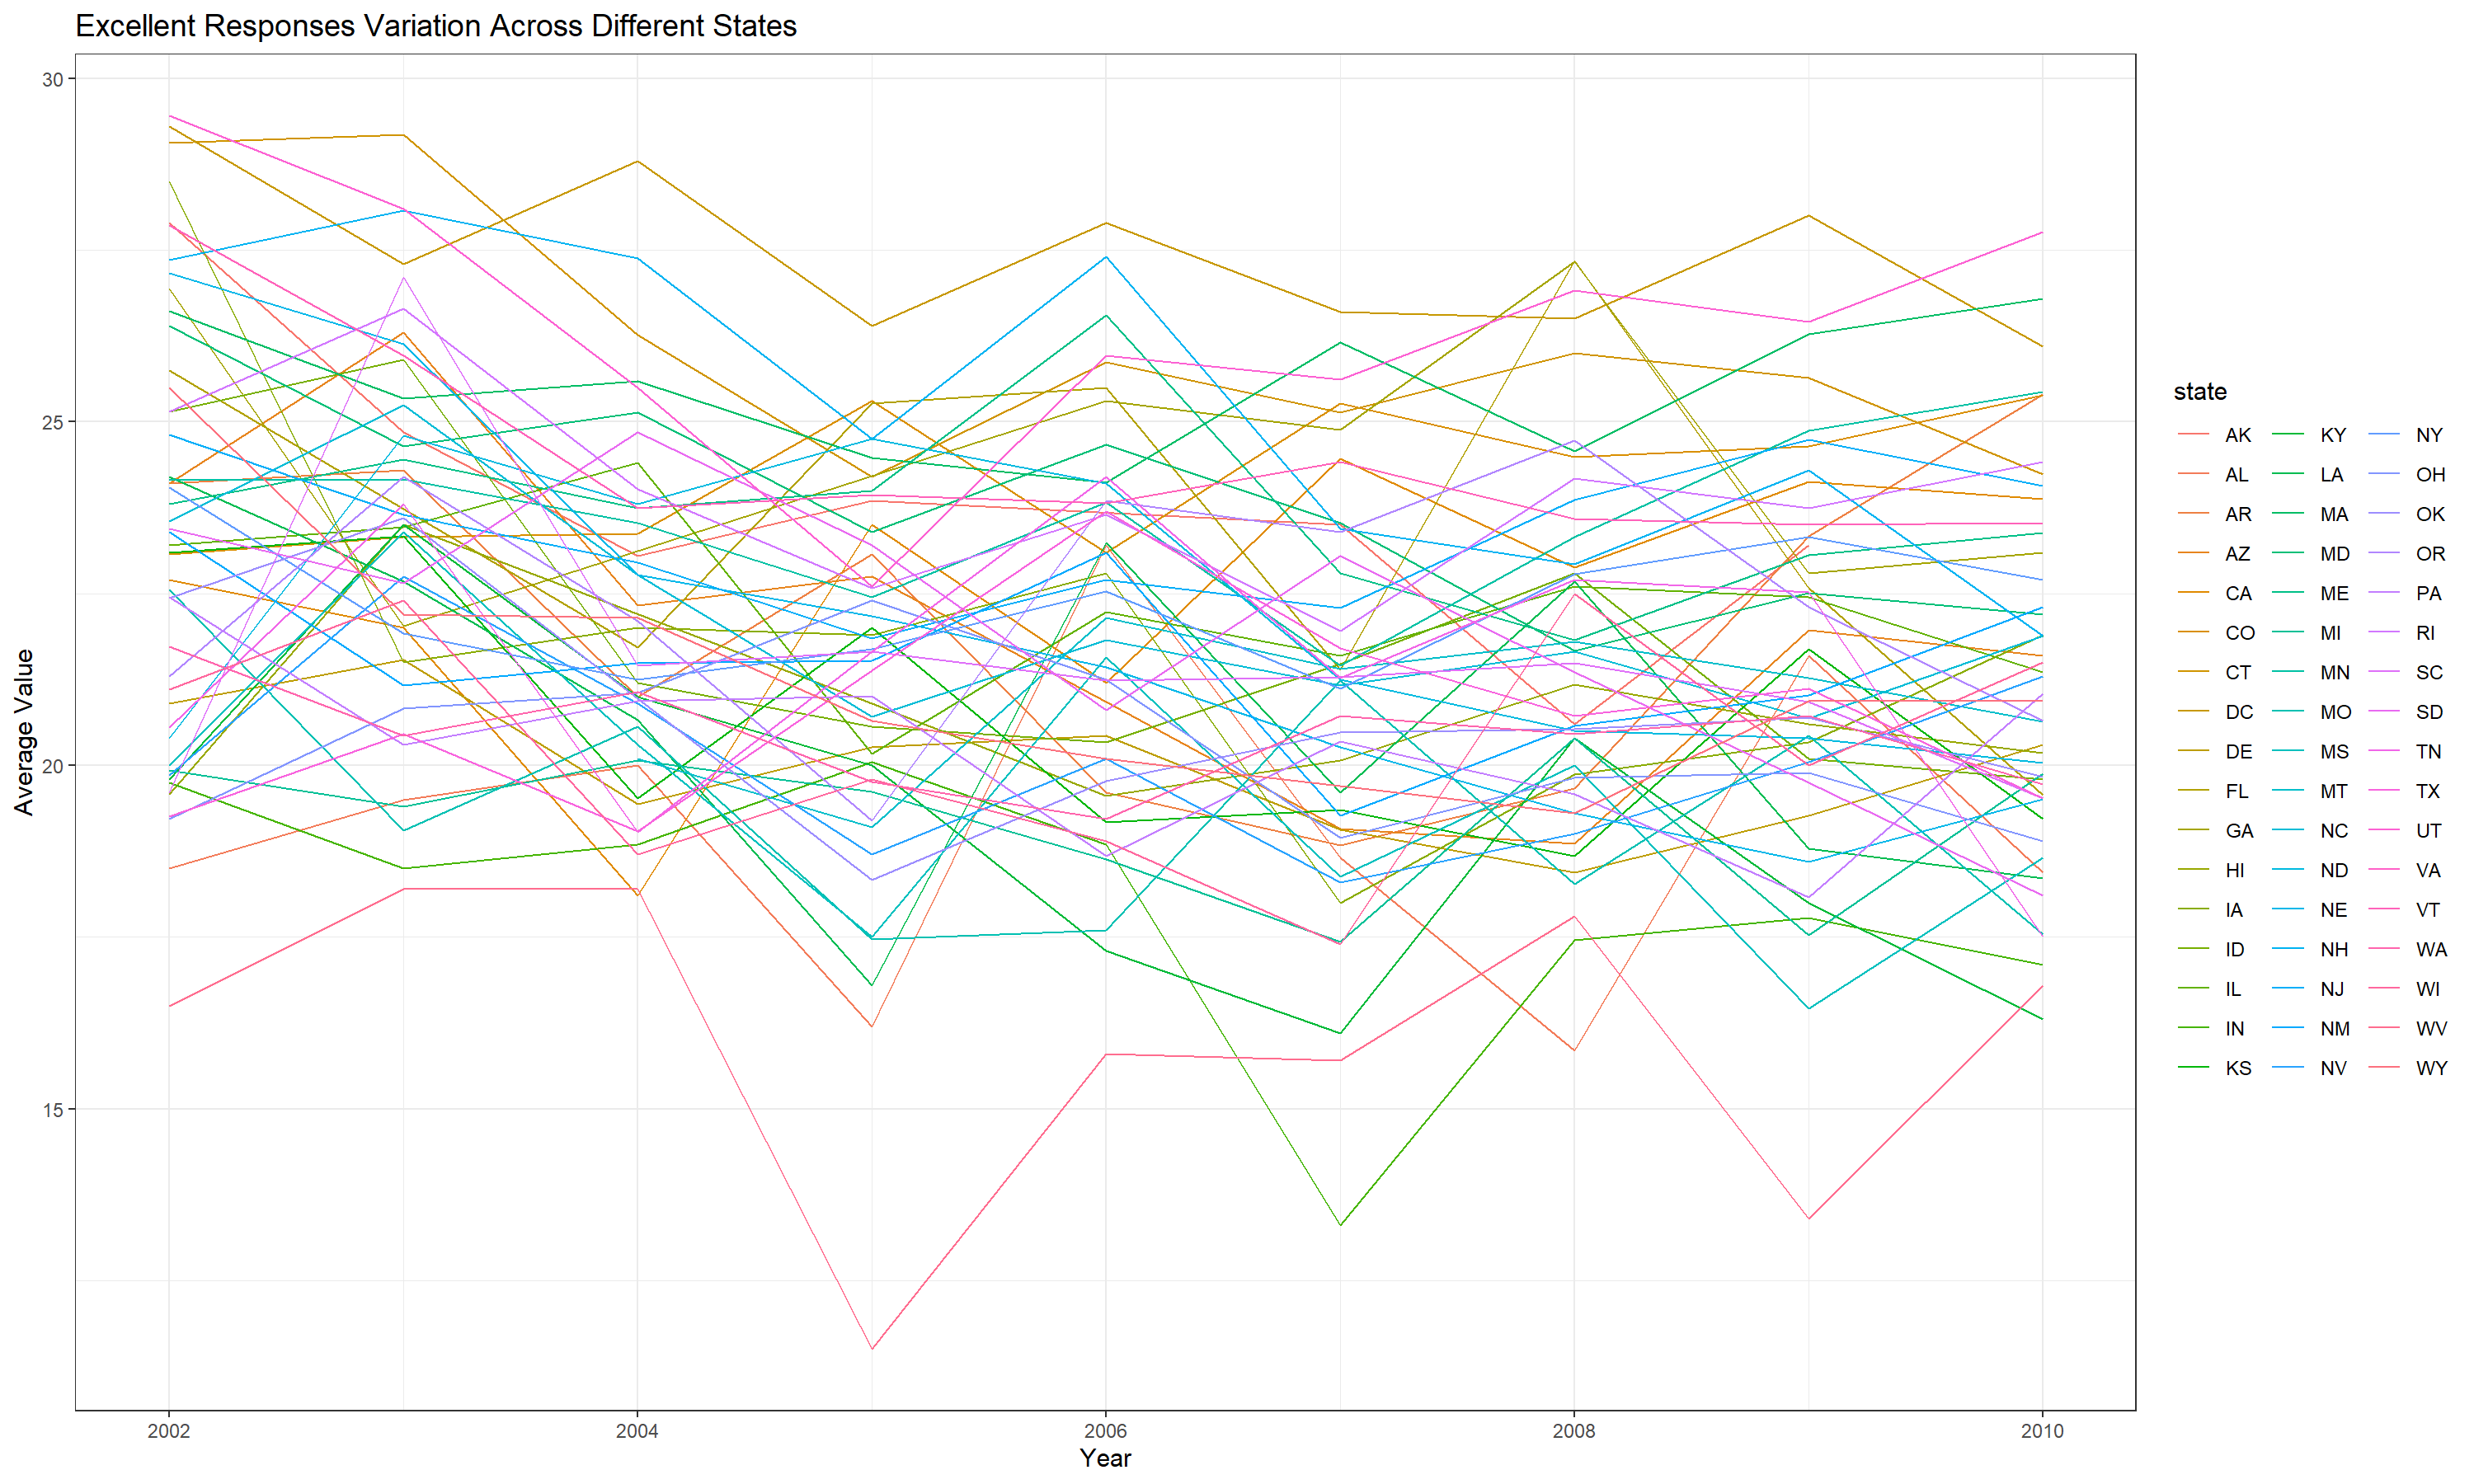 Excellent Responses Variation Across Different States
30
25
20
15
Average Value
2002 2004 2006 2008 2010
Year
state
AK KY NY
AL LA OH
AR MA OK
AZ MD OR
CA ME PA
CO MI RI
CT MN SC
DC MO SD
DE MS TN
FL MT TX
GA NC UT
HI ND VA
IA NE VT
ID NH WA
IL NJ WI
IN NM WV
KS NV WY